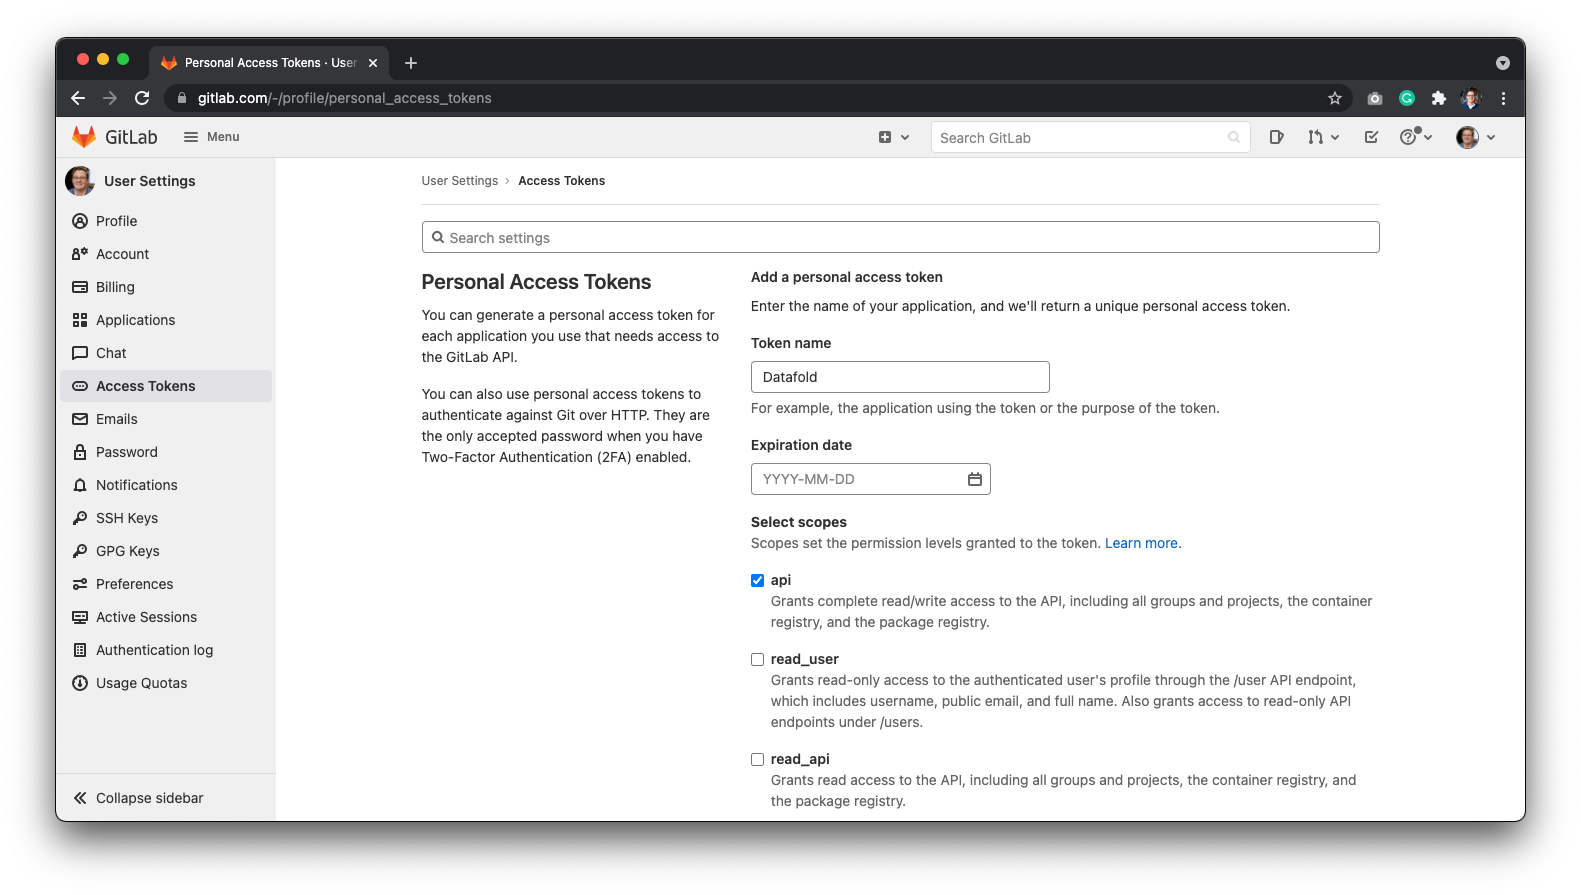 Personal Access Tokens · User
gitlab.com/-/profile/personal_access_tokens
GitLab
Menu
Search GitLab
User Settings
Profile
Account
Billing
Applications
Chat
Access Tokens
Emails
Password
Notifications
SSH Keys
GPG Keys
Preferences
Active Sessions
Authentication log
Usage Quotas
Collapse sidebar
User Settings › Access Tokens
Search settings
Personal Access Tokens
You can generate a personal access token for
each application you use that needs access to
the GitLab API.
You can also use personal access tokens to
authenticate against Git over HTTP. They are
the only accepted password when you have
Two-Factor Authentication (2FA) enabled.
Add a personal access token
Enter the name of your application, and we'll return a unique personal access token.
Token name
Datafold
For example, the application using the token or the purpose of the token.
Expiration date
YYYY-MM-DD
Select scopes
Scopes set the permission levels granted to the token. Learn more.
api
Grants complete read/write access to the API, including all groups and projects, the container
registry, and the package registry.
read_user
Grants read-only access to the authenticated user's profile through the /user API endpoint,
which includes username, public email, and full name. Also grants access to read-only API
endpoints under /users.
read_api
Grants read access to the API, including all groups and projects, the container registry, and
the package registry.